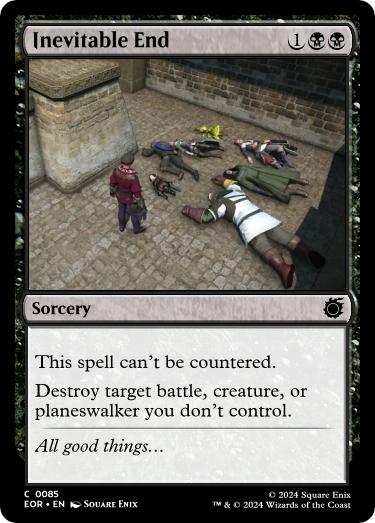 Inevitable End 1
Sorcery
This spell can't be countered.
Destroy target battle, creature, or
planeswalker you don't control.
All good things…
C 0085
EOR • EN Square Enix
© 2024 Square Enix
™ & © 2024 Wizards of the Coast